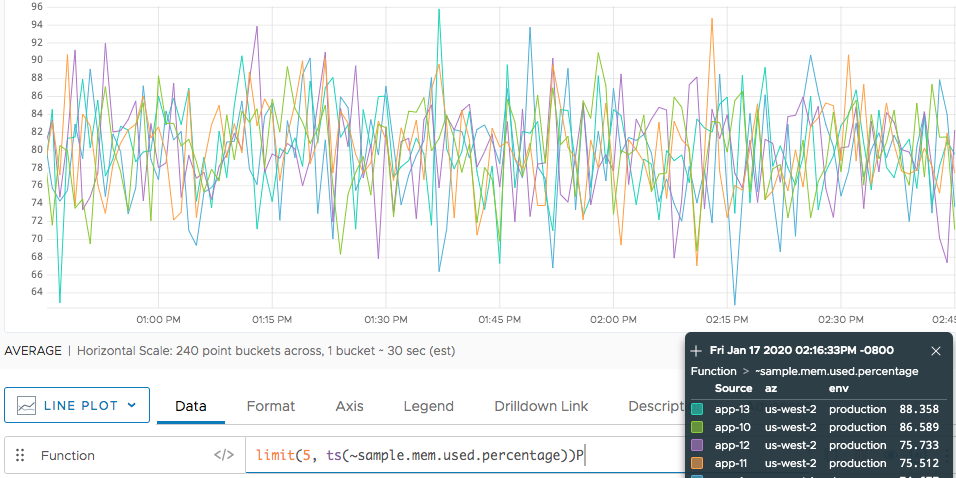 96
94
92
90
88
86
84
82
80
78
76
74
72
70
68
66
64
01:00 PM 01:15 PM 01:30 PM 01:45 PM 02:00 PM 02:15 PM 02:30 PM 02:45
AVERAGE | Horizontal Scale: 240 point buckets across, 1 bucket ~ 30 sec (est)
Fri Jan 17 2020 02:16:33PM -0800
Function > ~sample.mem.used.percentage
Source az env
app-13 us-west-2 production 88.358
app-10 us-west-2 production 86.589
app-12 us-west-2 production 75.733
app-11 us-west-2 production 75.512
LINE PLOT Data Format Axis Legend Drilldown Link Descript
Function </> limit(5, ts(~sample.mem.used.percentage))P